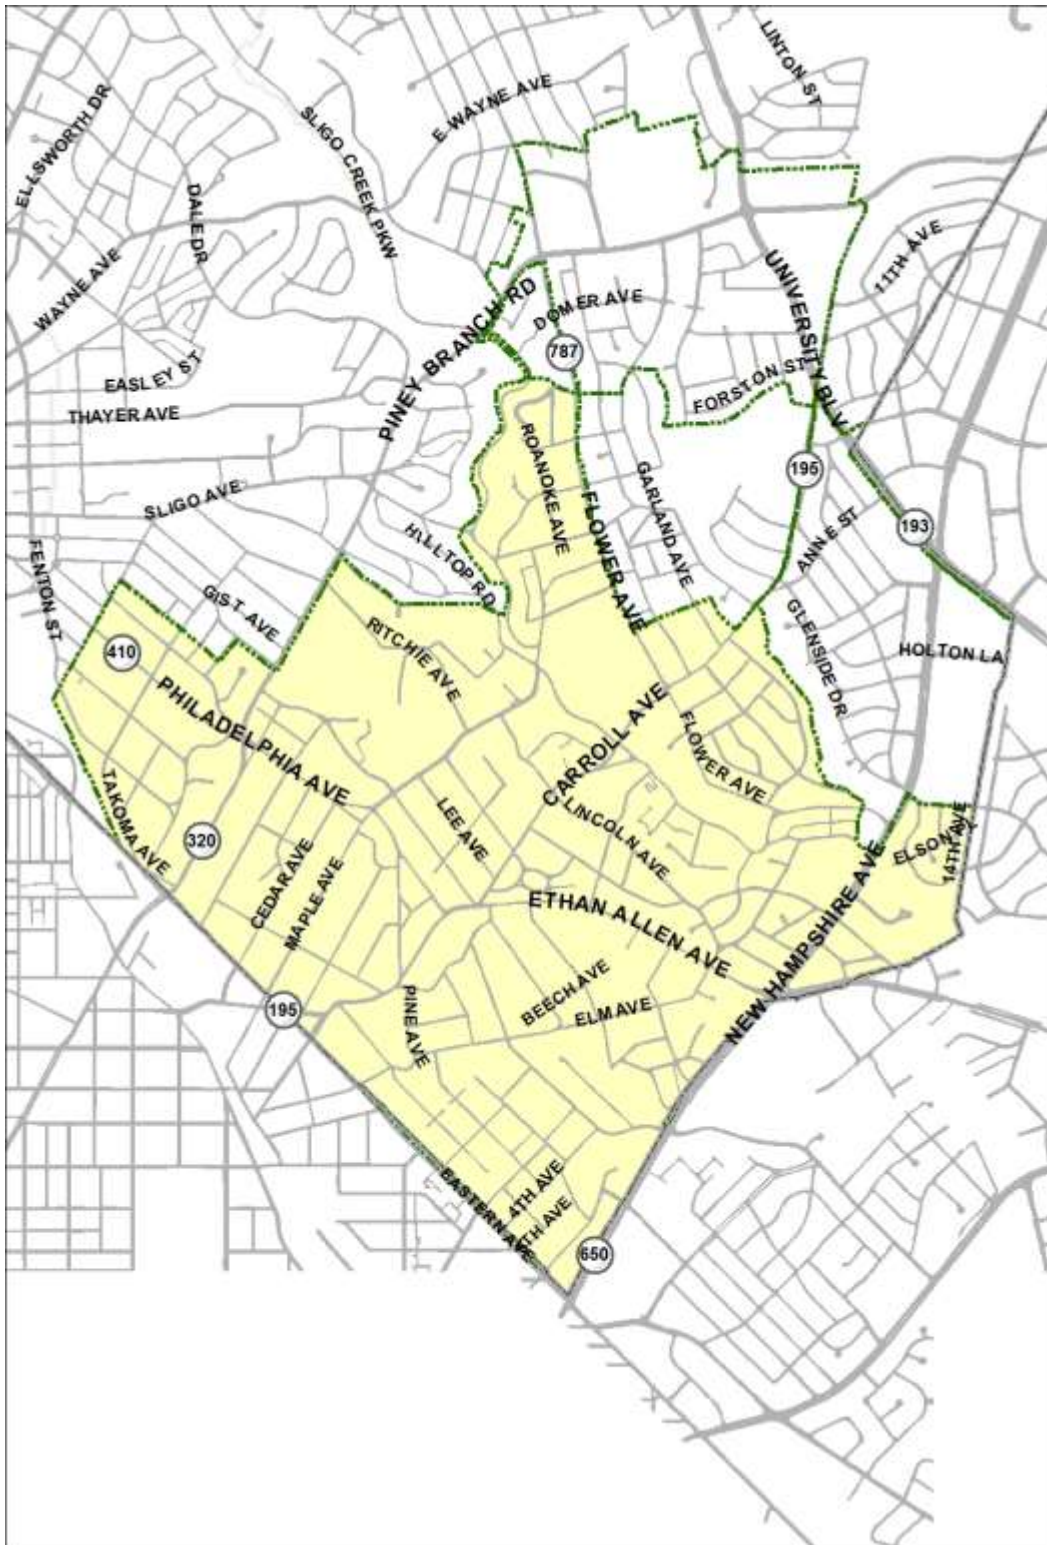 LINTON ST
E WAYNE AVE
ELLSWORTH DR
SLIGO CREEK PKW
DALE DR
11TH AVE
WAYNE AVE
UNIVERSITY BLV
PINEY BRANCH RD
DOMER AVE
787
EASLEY ST
FORSTON ST
THAYER AVE
ROANOKE AVE
195
GARLAND AVE
SLIGO AVE
FLOWER AVE
193
ANNE ST
HILLTOP RD
FENTON ST
GIST AVE
GLENSIDE DR
RITCHIE AVE
410
HOLTON LA
PHILADELPHIA AVE
CARROLL AVE
FLOWER AVE
TAKOMA AVE
LEE AVE
LINCOLN AVE
320
14TH AVE
ELSON
CEDAR AVE
MAPLE AVE
ETHAN ALLEN AVE
NEW HAMPSHIRE AVE
BEECH AVE
195
PINE AVE
ELM AVE
4TH AVE
EASTERN AVE
TH AVE
650